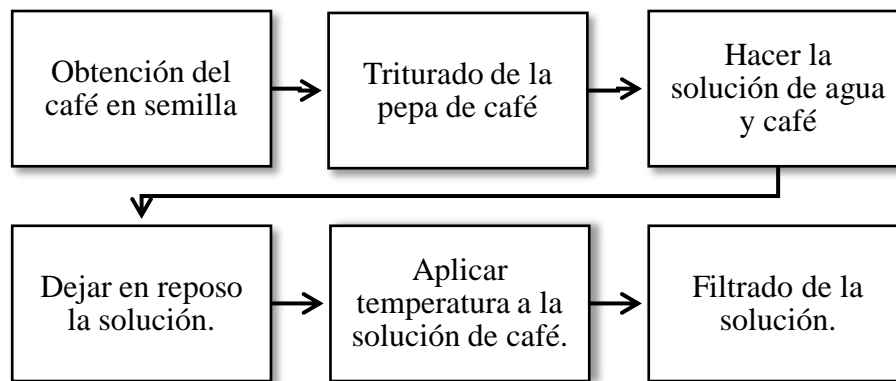 Obtención del
café en semilla
Triturado de la
pepa de café
Hacer la
solución de agua
y café
Dejar en reposo
la solución.
Aplicar
temperatura a la
solución de café.
Filtrado de la
solución.